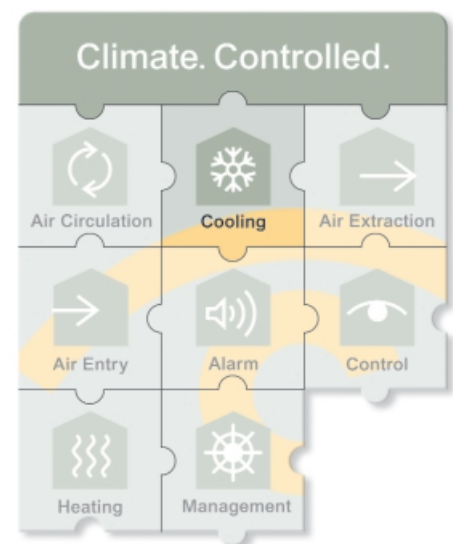 Climate. Controlled.
Air Circulation
Cooling
Air Extraction
Air Entry
Alarm
Control
Heating
Management